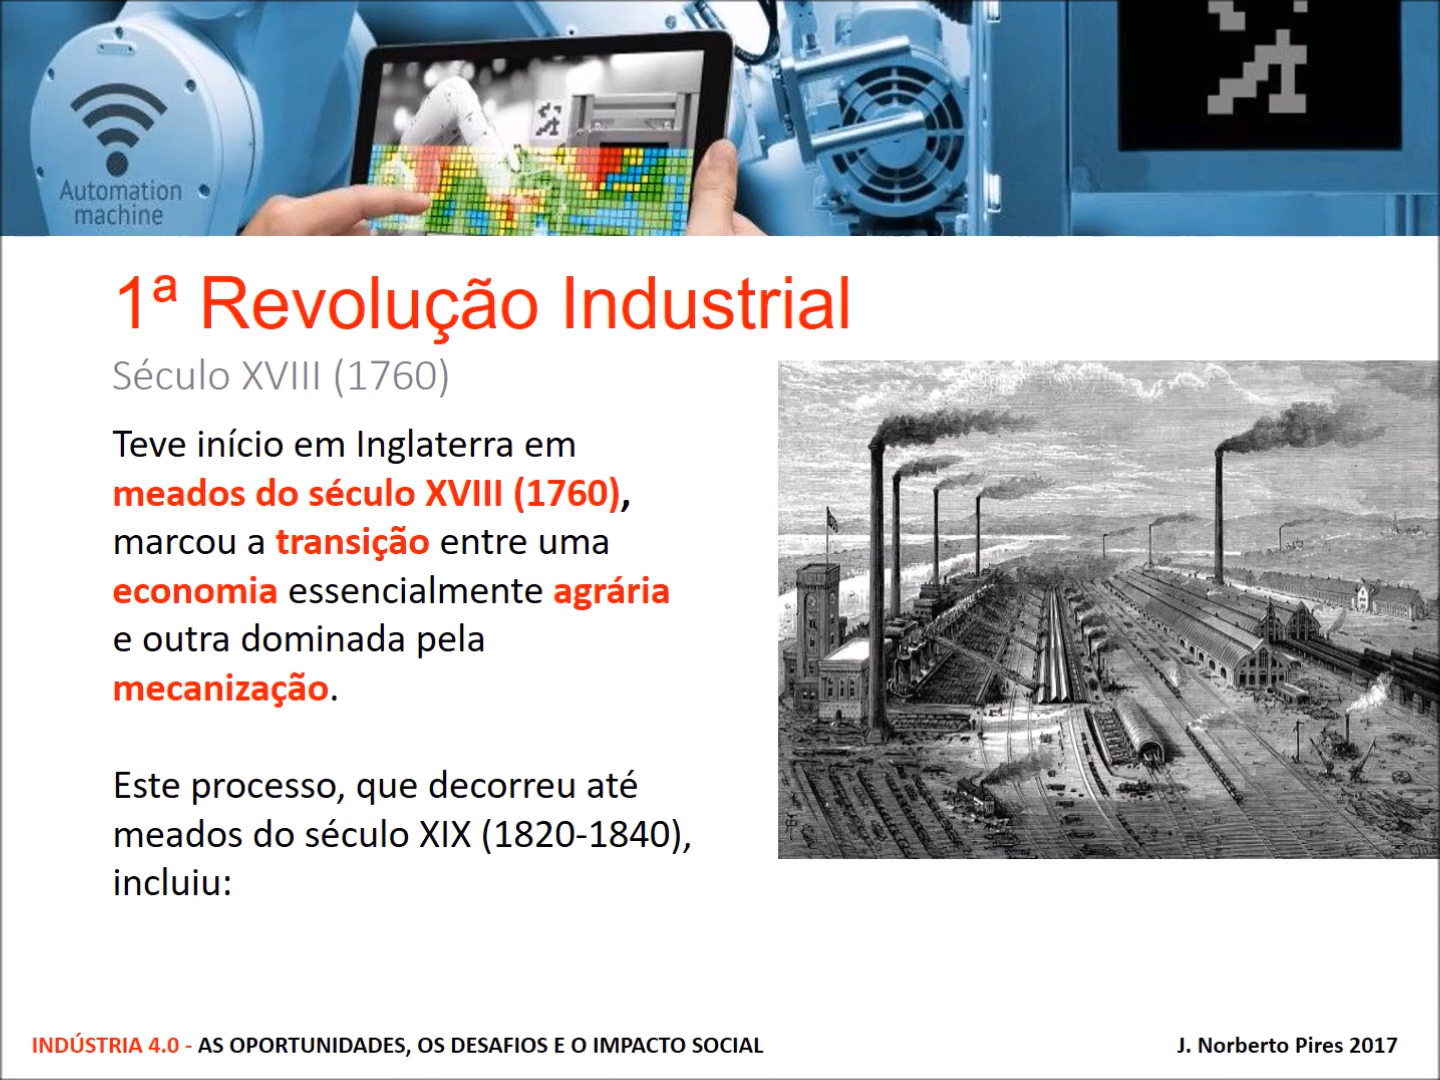 Automation
machine
1ª Revolução Industrial
Século XVIII (1760)
Teve início em Inglaterra em
meados do século XVIII (1760),
marcou a transição entre uma
economia essencialmente agrária
e outra dominada pela
mecanização.
Este processo, que decorreu até
meados do século XIX (1820-1840),
incluiu:
INDÚSTRIA 4.0 - AS OPORTUNIDADES, OS DESAFIOS E O IMPACTO SOCIAL
J. Norberto Pires 2017